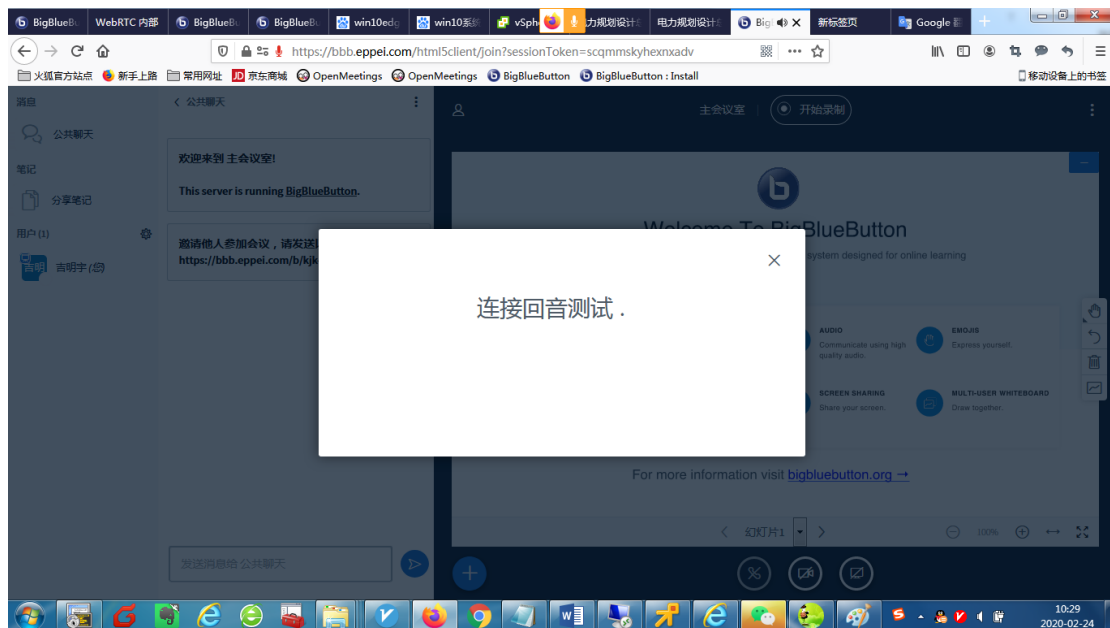 BigBlueBu
WebRTC 内部
BigBlueBu
BigBlueBu
win10edg
win10系统
vSph
力规划设计
电力规划设计
Big
新标签页
Google 翻
https://bbb.eppei.com/html5client/join?sessionToken=scqmmskyhexnxadv
火狐官方站点
新手上路
常用网址
JD 京东商城
OpenMeetings
OpenMeetings
BigBlueButton
BigBlueButton : Install
移动设备上的书签
消息
公共聊天
笔记
分享笔记
用户 (1)
吉明
吉明宇 (您)
公共聊天
欢迎来到 主会议室!
This server is running BigBlueButton.
邀请他人参加会议，请发送
https://bbb.eppei.com/b/kjk
发送消息给 公共聊天
主会议室
开始录制
Welcome To BigBlueButton
system designed for online learning
AUDIO
Communicate using high
quality audio.
EMOJIS
Express yourself.
SCREEN SHARING
Share your screen.
MULTI-USER WHITEBOARD
Draw together.
For more information visit bigbluebutton.org →
幻灯片1
100%
连接回音测试 .
10:29
2020-02-24